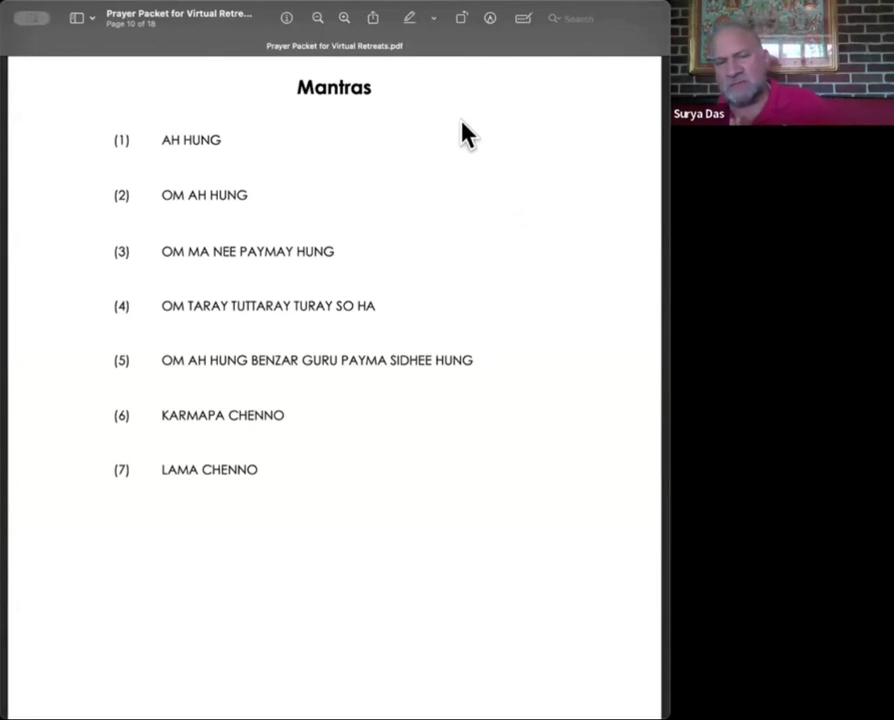 Prayer Packet for Virtual Retre...
Page 10 of 18
Search
Prayer Packet for Virtual Retreats.pdf
Surya Das
Mantras
(1) AH HUNG
(2) OM AH HUNG
(3) OM MA NEE PAYMAY HUNG
(4) OM TARAY TUTTARAY TURAY SO HA
(5) OM AH HUNG BENZAR GURU PAYMA SIDHEE HUNG
(6) KARMAPA CHENNO
(7) LAMA CHENNO